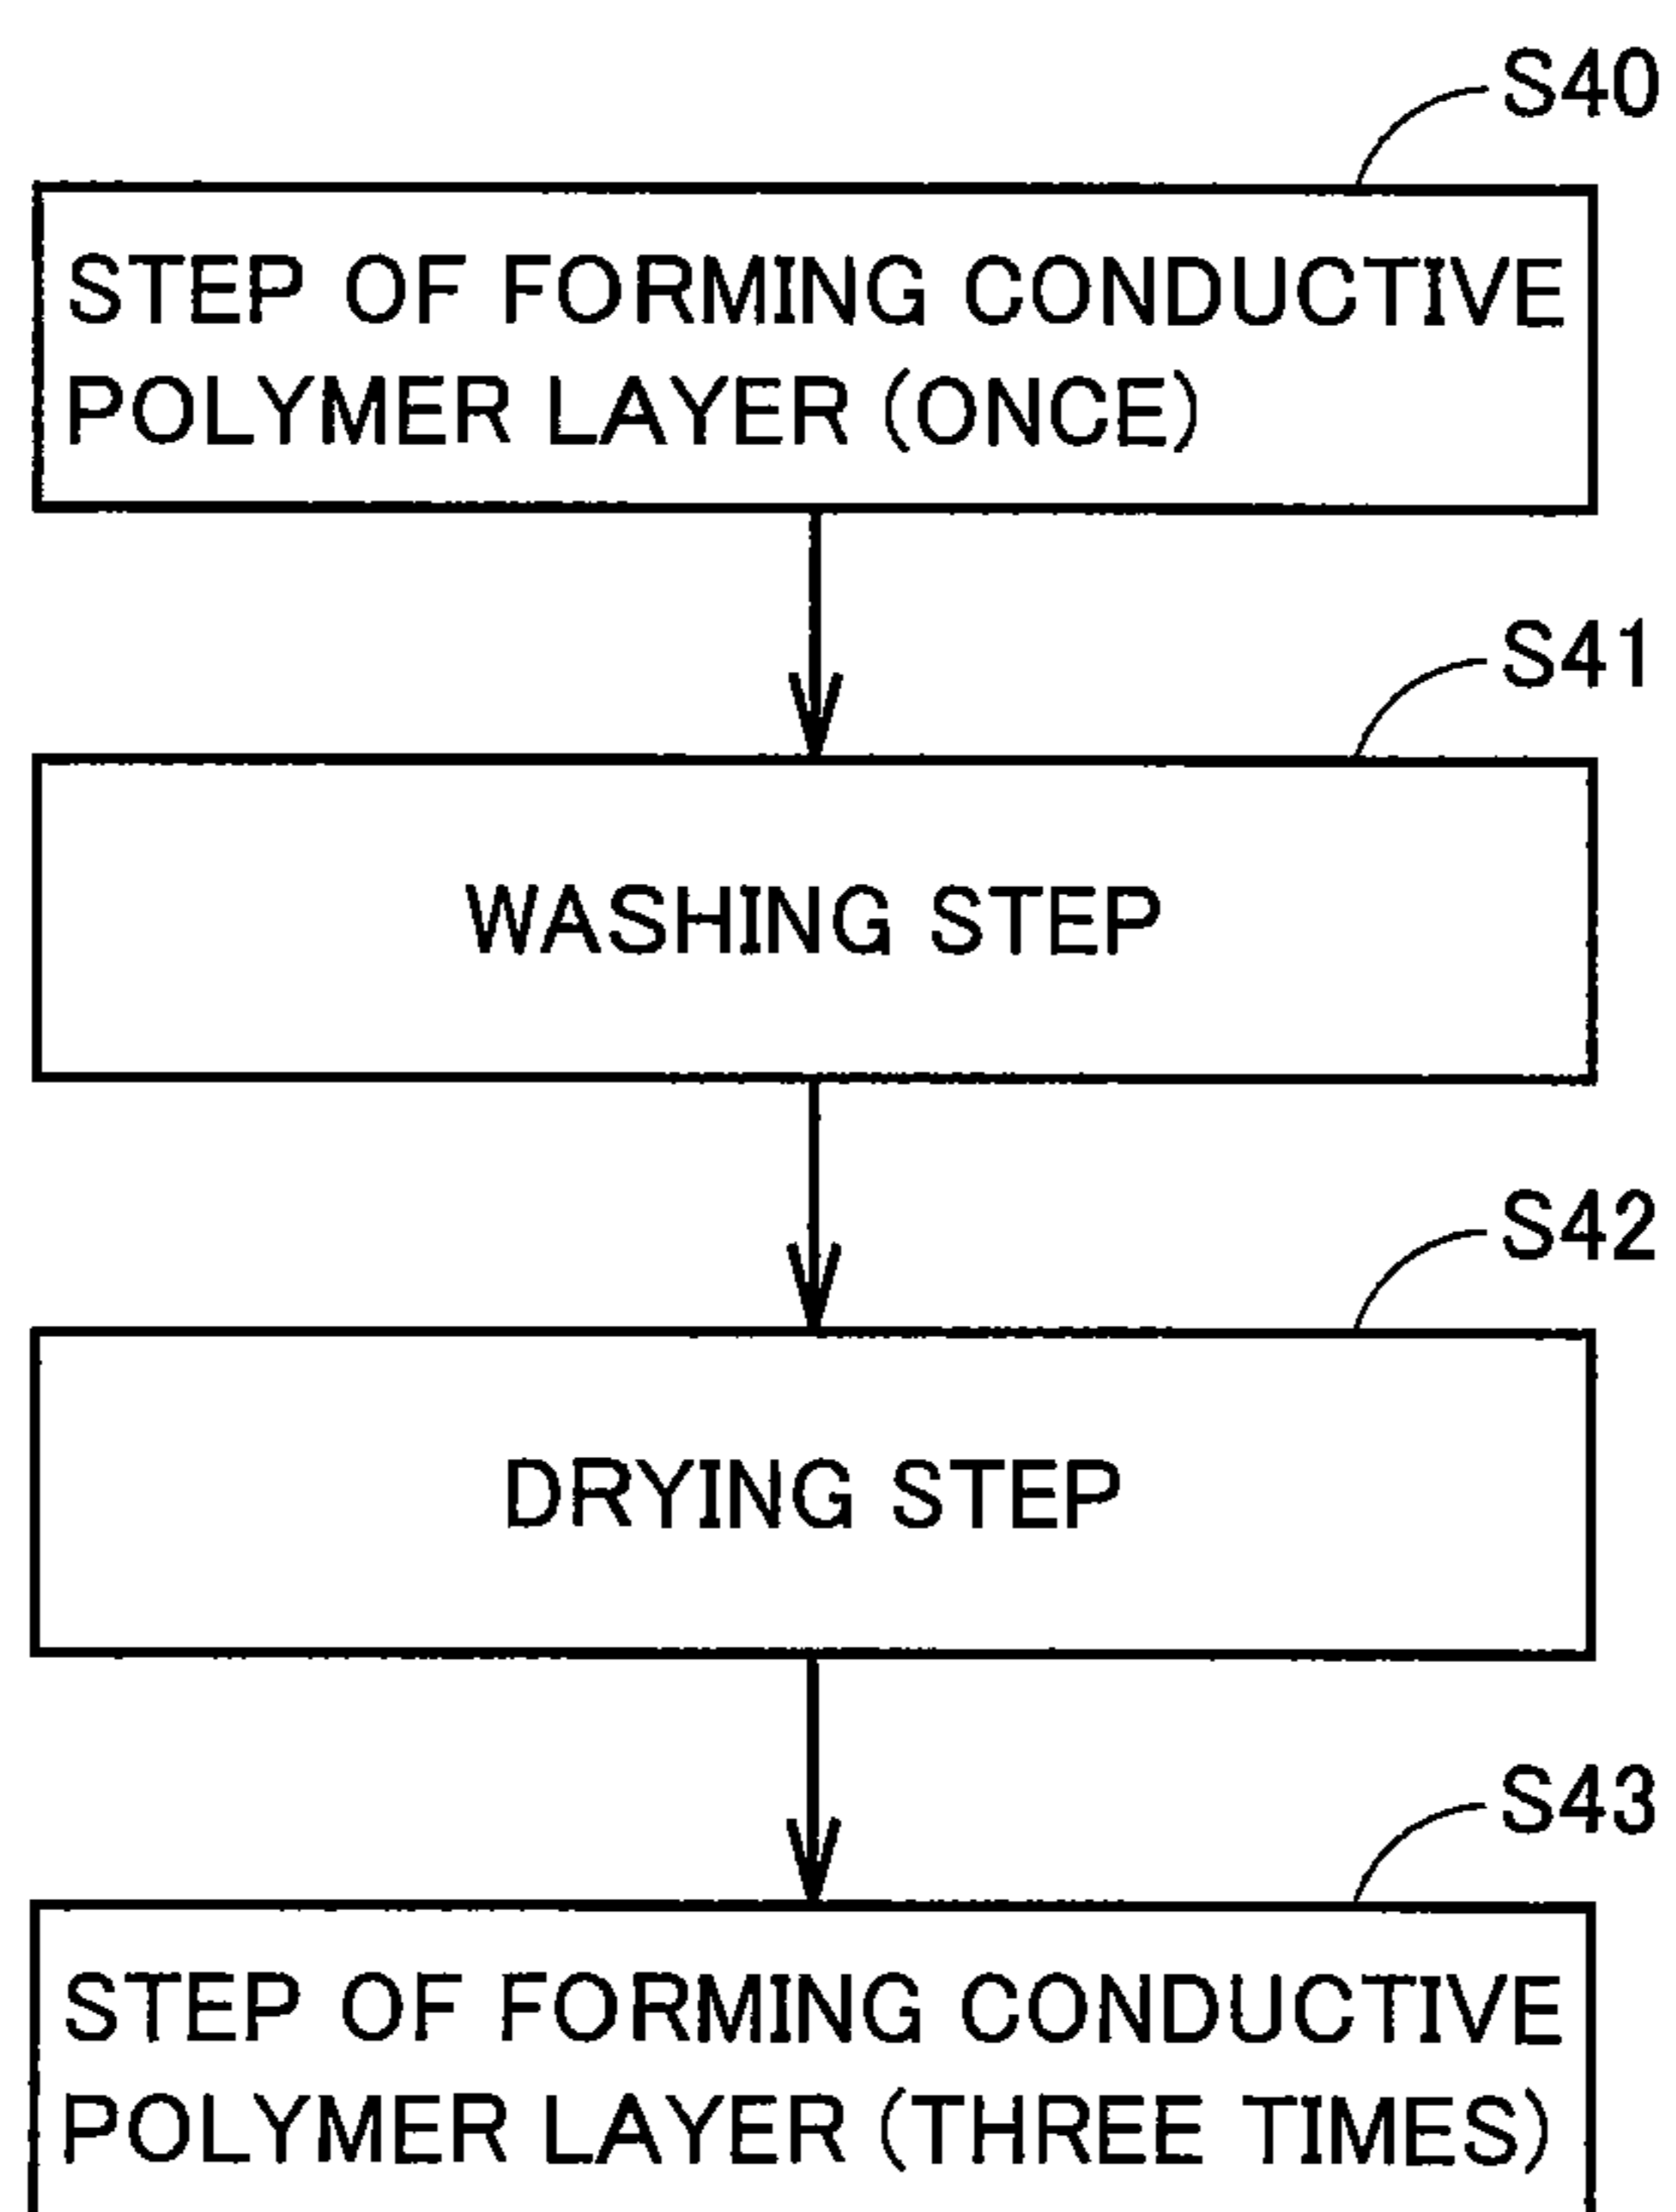 S40
STEP OF FORMING CONDUCTIVE
POLYMER LAYER (ONCE)
S41
WASHING STEP
S42
DRYING STEP
S43
STEP OF FORMING CONDUCTIVE
POLYMER LAYER (THREE TIMES)